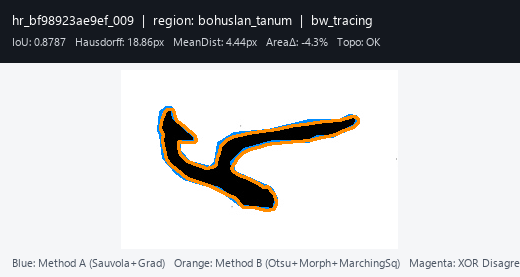 hr_bf98923ae9ef_009 | region: bohuslan_tanum | bw_tracing
IoU: 0.8787 Hausdorff: 18.86px MeanDist: 4.44px AreaΔ: -4.3% Topo: OK
Blue: Method A (Sauvola+Grad) Orange: Method B (Otsu+Morph+MarchingSq) Magenta: XOR Disagre